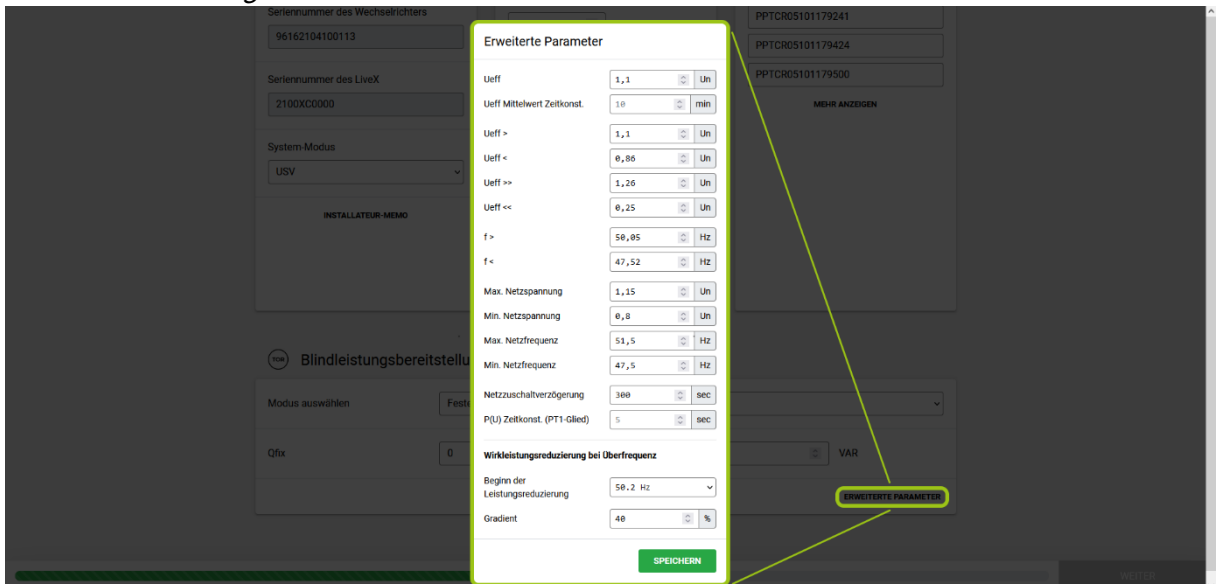 Seriennummer des Wechselrichters
96162104100113
Seriennummer des LiveX
2100XC0000
System-Modus
USV
INSTALLATEUR-MEMO
PPTCR05101179241
PPTCR05101179424
PPTCR05101179500
MEHR ANZEIGEN
Erweiterte Parameter
Ueff 1,1 Un
Ueff Mittelwert Zeitkonst. 10 min
Ueff > 1,1 Un
Ueff < 0,86 Un
Ueff >> 1,26 Un
Ueff << 0,25 Un
f > 50,05 Hz
f < 47,52 Hz
Max. Netzspannung 1,15 Un
Min. Netzspannung 0,8 Un
Max. Netzfrequenz 51,5 Hz
Min. Netzfrequenz 47,5 Hz
Netzzuschaltverzögerung 300 sec
P(U) Zeitkonst. (PT1-Glied) 5 sec
Wirkleistungsreduzierung bei Überfrequenz
Beginn der
Leistungsreduzierung 50.2 Hz
Gradient 40 %
SPEICHERN
TOR Blindleistungsbereitstellu
Modus auswählen Feste
Qfix 0 VAR
ERWEITERTE PARAMETER
WEITER